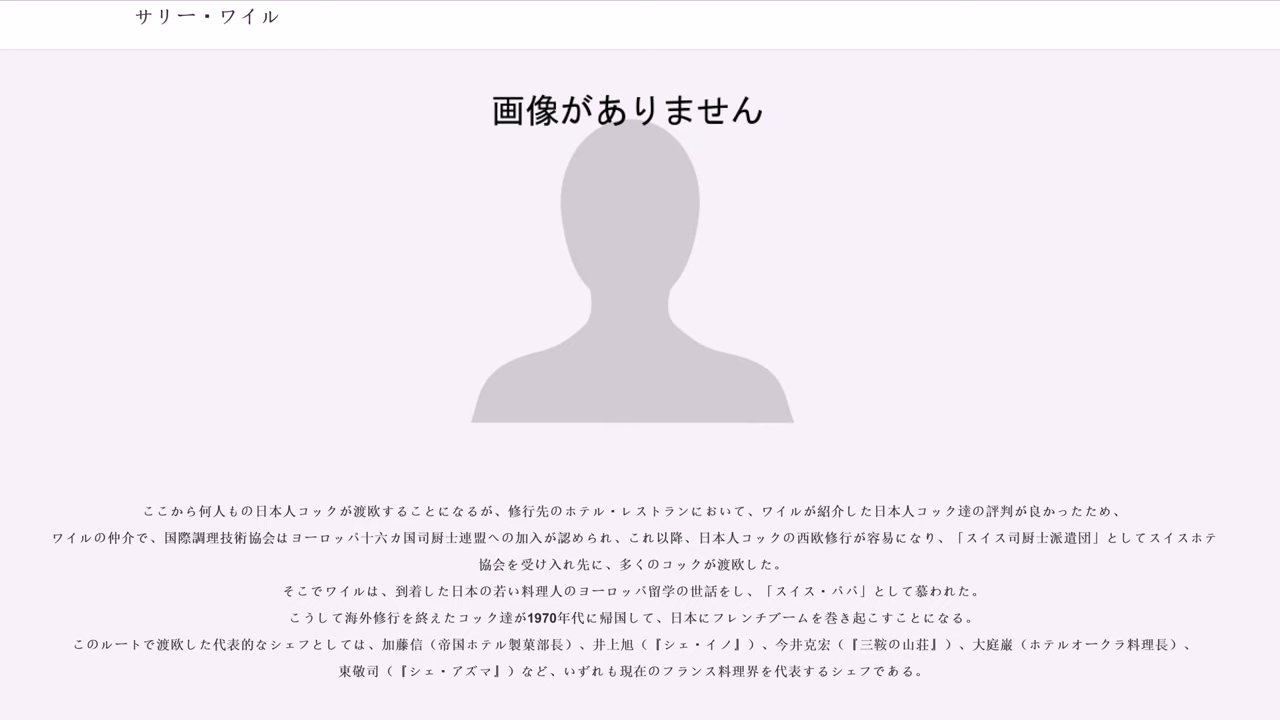 サリー・ワイル
画像がありません
ここから何人もの日本人コックが渡欧することになるが、修行先のホテル・レストランにおいて、ワイルが紹介した日本人コック達の評判が良かったため、
ワイルの仲介で、国際調理技術協会はヨーロッパ十六カ国司厨士連盟への加入が認められ、これ以降、日本人コックの西欧修行が容易になり、「スイス司厨士派遣団」としてスイスホテ
協会を受け入れ先に、多くのコックが渡欧した。
そこでワイルは、到着した日本の若い料理人のヨーロッパ留学の世話をし、「スイス・パパ」として慕われた。
こうして海外修行を終えたコック達が1970年代に帰国して、日本にフレンチブームを巻き起こすことになる。
このルートで渡欧した代表的なシェフとしては、加藤信（帝国ホテル製菓部長）、井上旭（『シェ・イノ』）、今井克宏（『三鞍の山荘』）、大庭巌（ホテルオークラ料理長）、
東敬司（『シェ・アズマ』）など、いずれも現在のフランス料理界を代表するシェフである。